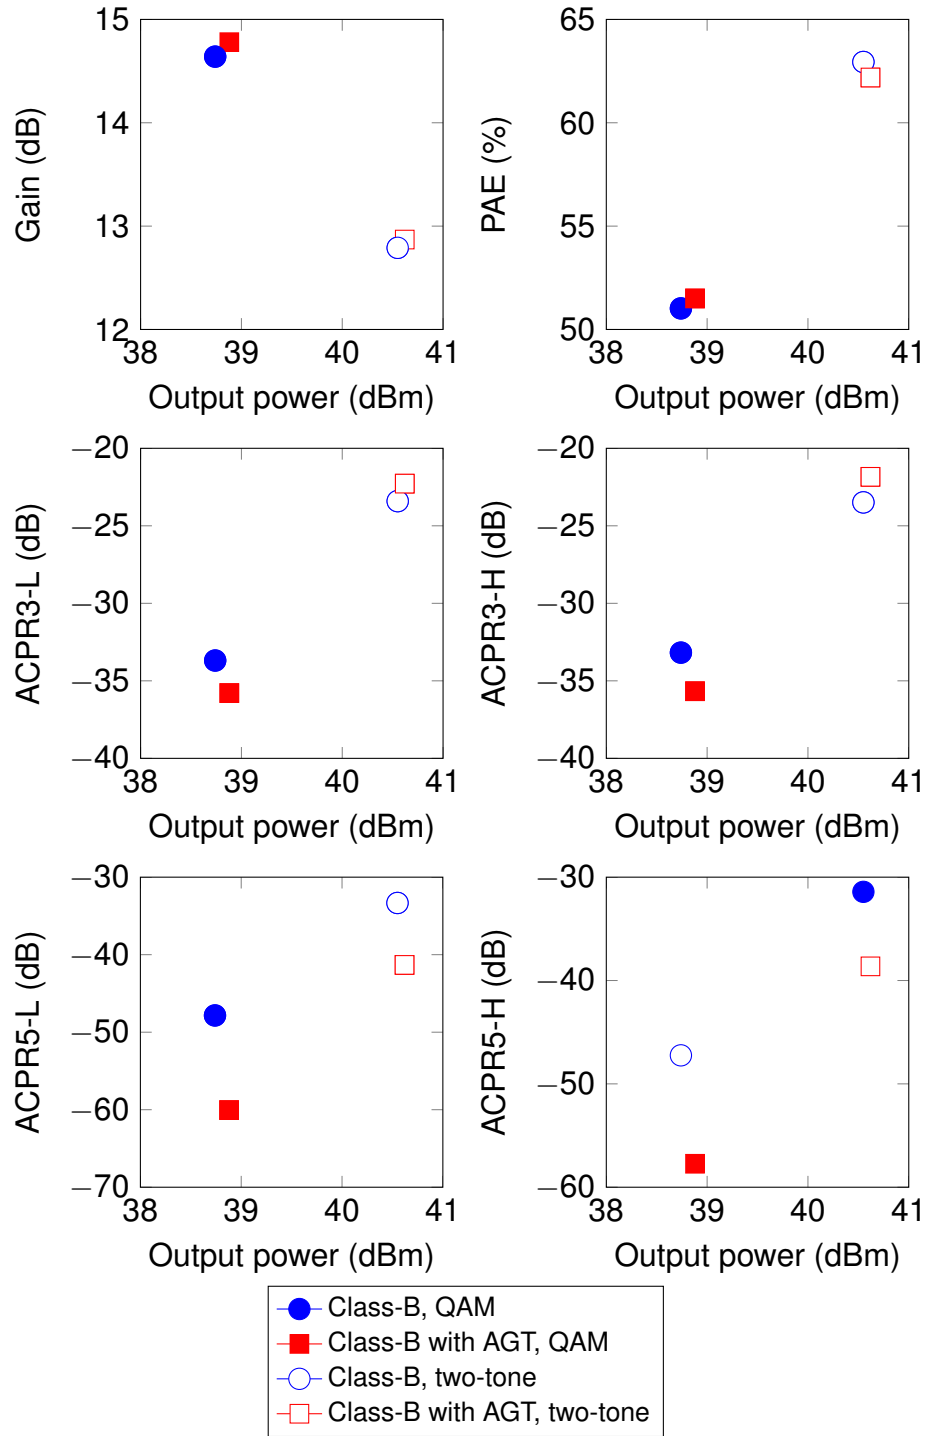 15
14
13
12
Gain (dB)
38 39 40 41
Output power (dBm)
65
60
55
50
PAE (%)
38 39 40 41
Output power (dBm)
−20
−25
−30
−35
−40
ACPR3-L (dB)
38 39 40 41
Output power (dBm)
−20
−25
−30
−35
−40
ACPR3-H (dB)
38 39 40 41
Output power (dBm)
−30
−40
−50
−60
−70
ACPR5-L (dB)
38 39 40 41
Output power (dBm)
−30
−40
−50
−60
ACPR5-H (dB)
38 39 40 41
Output power (dBm)
Class-B, QAM
Class-B with AGT, QAM
Class-B, two-tone
Class-B with AGT, two-tone